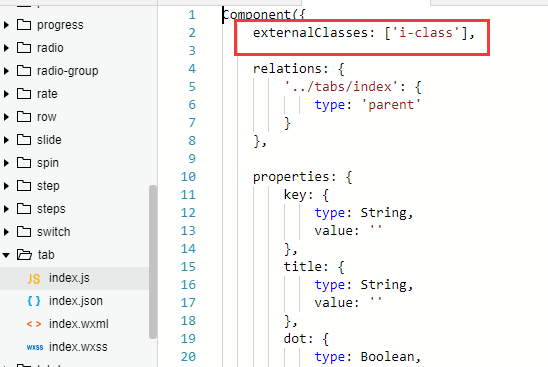 progress
radio
radio-group
rate
row
slide
spin
step
steps
switch
tab
JS index.js
{ } index.json
< > index.wxml
wxss index.wxss
1 Component({
2 externalClasses: ['i-class'],
3
4 relations: {
5 '../tabs/index': {
6 type: 'parent'
7 }
8 },
9
10 properties: {
11 key: {
12 type: String,
13 value: ''
14 },
15 title: {
16 type: String,
17 value: ''
18 },
19 dot: {
20 type: Boolean,